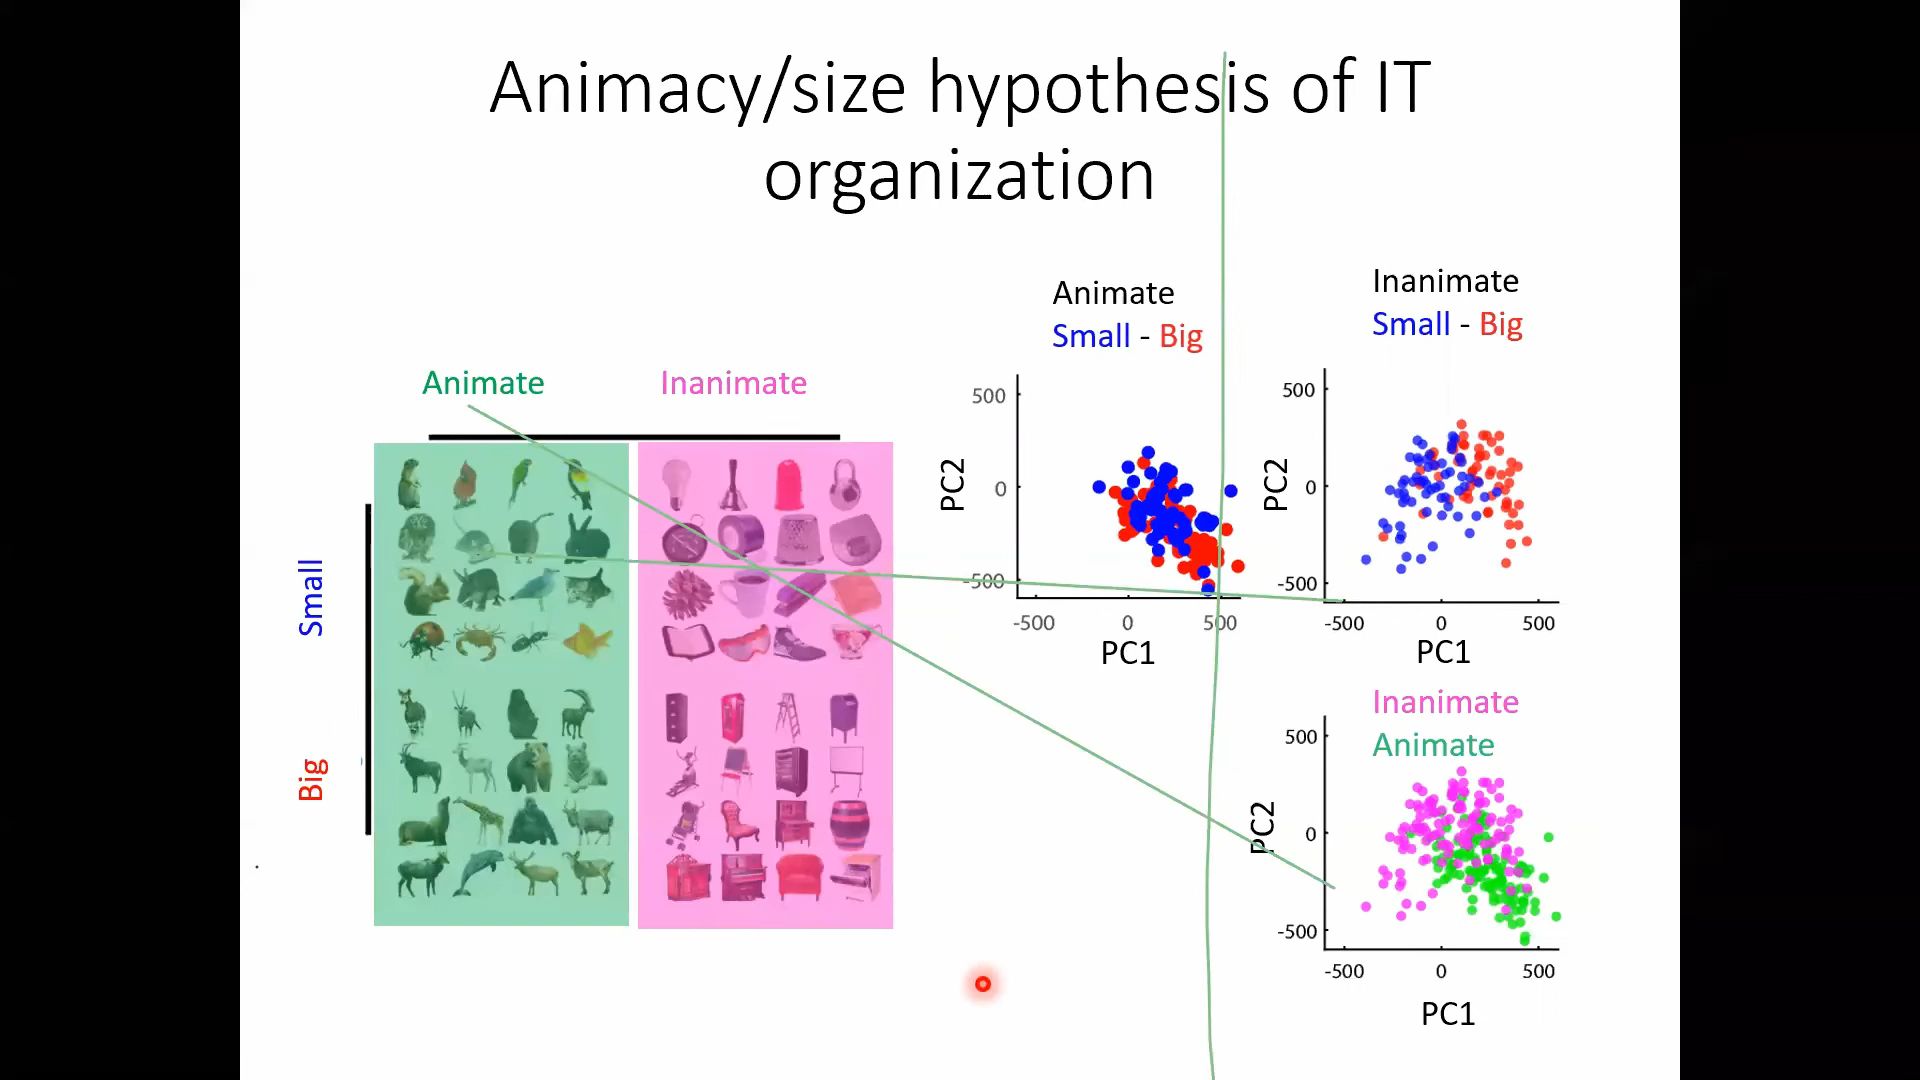 Animacy/size hypothesis of IT
organization
Animate
Inanimate
Small
Big
Animate
Small - Big
500
0
-500
PC2
-500
0
500
PC1
Inanimate
Small - Big
500
0
-500
PC2
-500
0
500
PC1
Inanimate
Animate
500
0
-500
PC2
-500
0
500
PC1